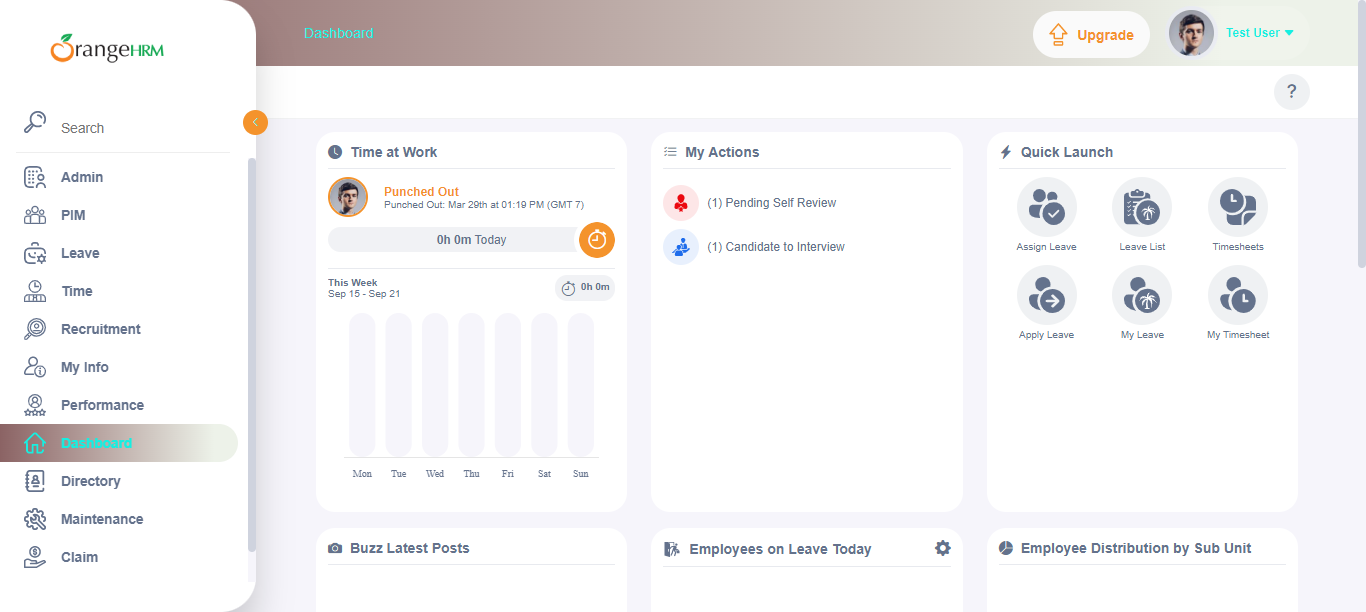 OrangeHRM
Search
Admin
PIM
Leave
Time
Recruitment
My Info
Performance
Dashboard
Directory
Maintenance
Claim
Dashboard
Upgrade
Test User
?
Time at Work
Punched Out
Punched Out: Mar 29th at 01:19 PM (GMT 7)
0h 0m Today
This Week
Sep 15 - Sep 21
0h 0m
Mon Tue Wed Thu Fri Sat Sun
My Actions
(1) Pending Self Review
(1) Candidate to Interview
Quick Launch
Assign Leave Leave List Timesheets
Apply Leave My Leave My Timesheet
Buzz Latest Posts
Employees on Leave Today
Employee Distribution by Sub Unit